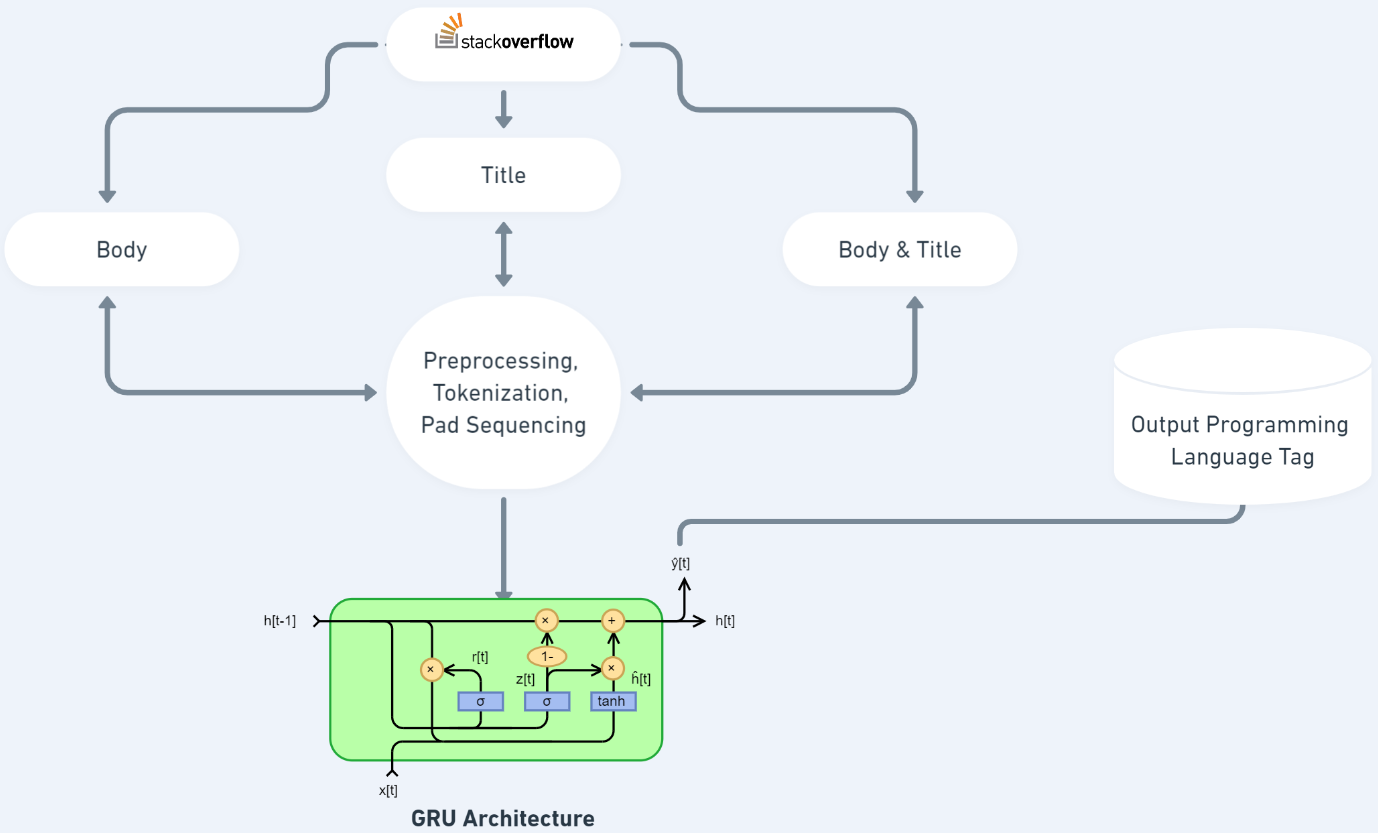 stackoverflow
Title
Body
Body & Title
Preprocessing,
Tokenization,
Pad Sequencing
Output Programming
Language Tag
ŷ[t]
h[t-1]
h[t]
×
+
1-
r[t]
×
×
z[t]
ĥ[t]
σ
σ
tanh
x[t]
GRU Architecture